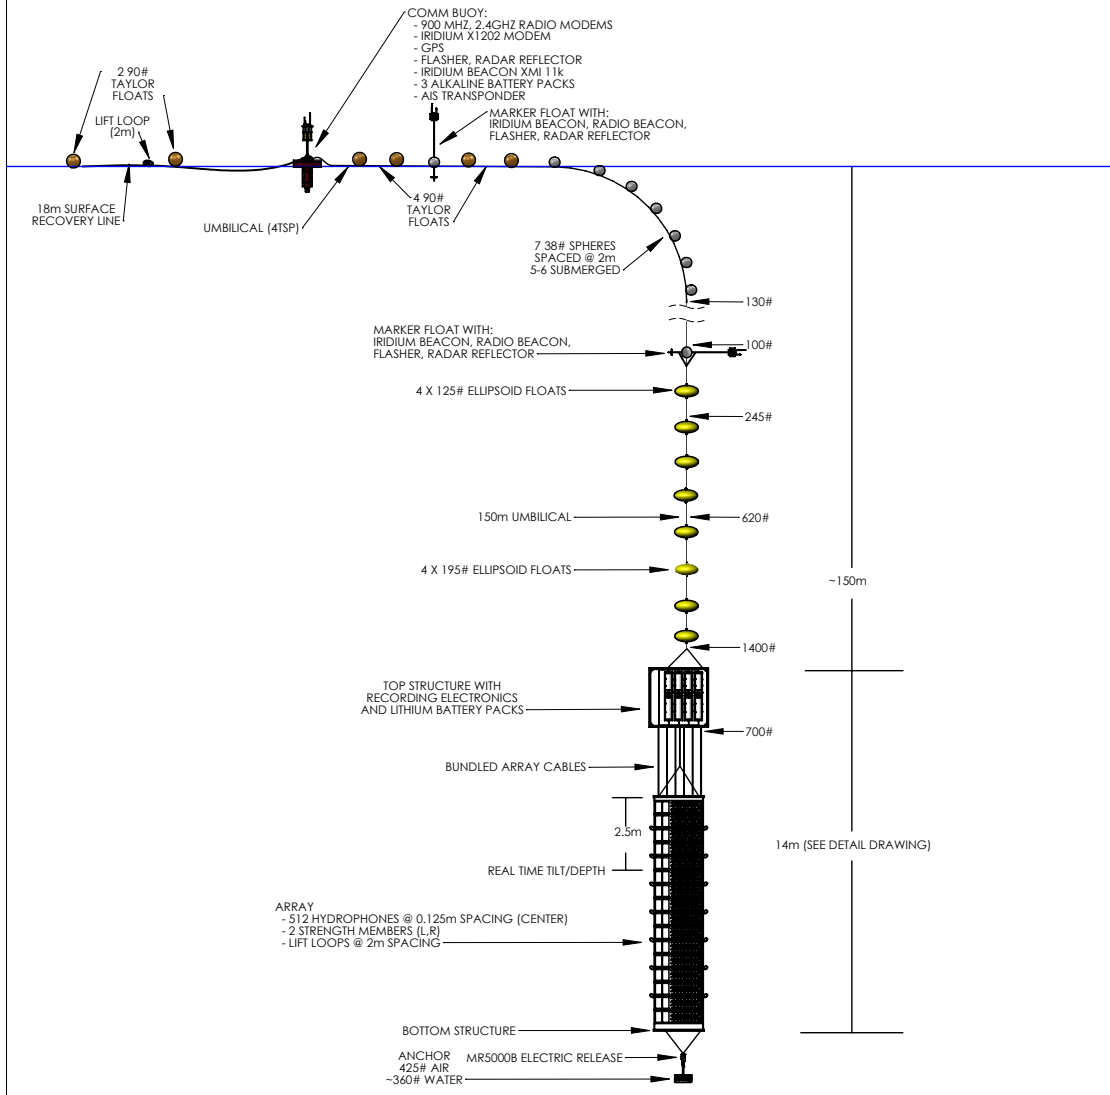 COMM BUOY:
- 900 MHZ, 2.4GHZ RADIO MODEMS
- IRIDIUM X1202 MODEM
- GPS
- FLASHER, RADAR REFLECTOR
- IRIDIUM BEACON XMI 11k
- 3 ALKALINE BATTERY PACKS
- AIS TRANSPONDER
2 90#
TAYLOR
FLOATS
LIFT LOOP
(2m)
MARKER FLOAT WITH:
IRIDIUM BEACON, RADIO BEACON,
FLASHER, RADAR REFLECTOR
18m SURFACE
RECOVERY LINE
UMBILICAL (4TSP)
4 90#
TAYLOR
FLOATS
7 38# SPHERES
SPACED @ 2m
5-6 SUBMERGED
130#
MARKER FLOAT WITH:
IRIDIUM BEACON, RADIO BEACON,
FLASHER, RADAR REFLECTOR
100#
4 X 125# ELLIPSOID FLOATS
245#
150m UMBILICAL
620#
4 X 195# ELLIPSOID FLOATS
~150m
1400#
TOP STRUCTURE WITH
RECORDING ELECTRONICS
AND LITHIUM BATTERY PACKS
700#
BUNDLED ARRAY CABLES
2.5m
14m (SEE DETAIL DRAWING)
REAL TIME TILT/DEPTH
ARRAY
- 512 HYDROPHONES @ 0.125m SPACING (CENTER)
- 2 STRENGTH MEMBERS (L,R)
- LIFT LOOPS @ 2m SPACING
BOTTOM STRUCTURE
MR5000B ELECTRIC RELEASE
ANCHOR
425# AIR
~360# WATER